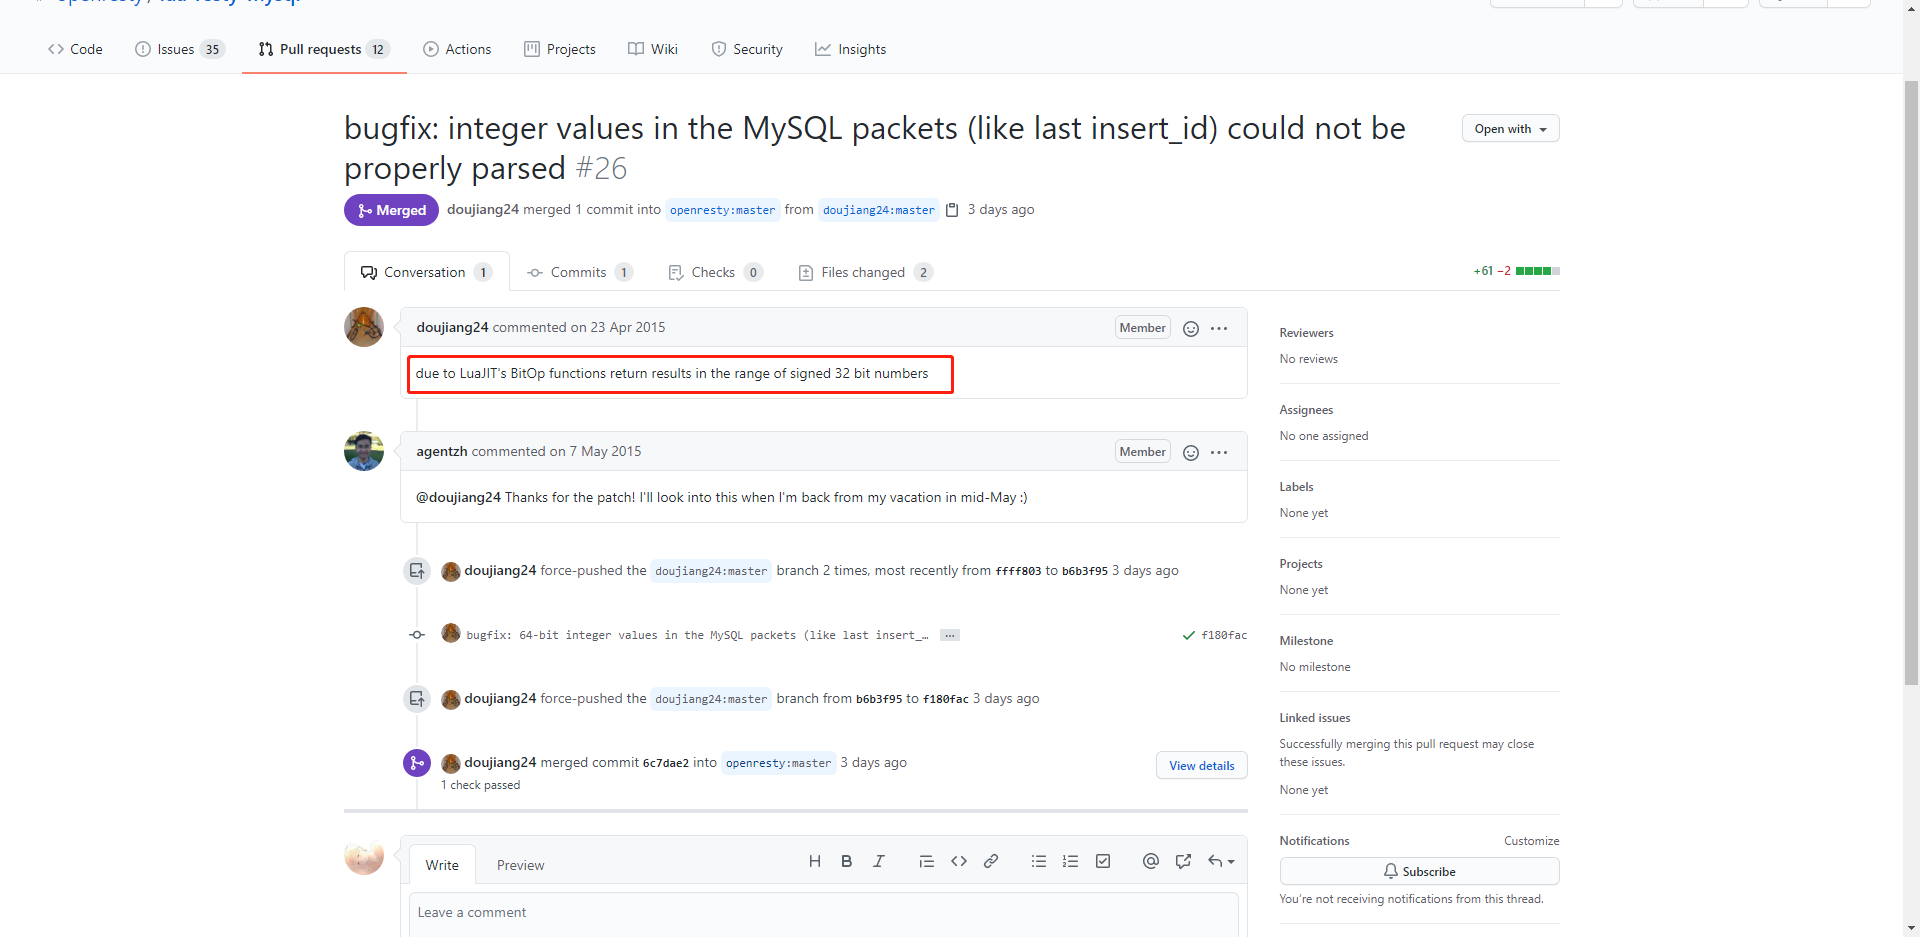 Code Issues 35 Pull requests 12 Actions Projects Wiki Security Insights
bugfix: integer values in the MySQL packets (like last insert_id) could not be
properly parsed #26
Open with
Merged doujiang24 merged 1 commit into openresty:master from doujiang24:master 3 days ago
Conversation 1 Commits 1 Checks 0 Files changed 2
+61 −2
doujiang24 commented on 23 Apr 2015
Member
due to LuaJIT's BitOp functions return results in the range of signed 32 bit numbers
agentzh commented on 7 May 2015
Member
@doujiang24 Thanks for the patch! I'll look into this when I'm back from my vacation in mid-May :)
doujiang24 force-pushed the doujiang24:master branch 2 times, most recently from ffff803 to b6b3f95 3 days ago
bugfix: 64-bit integer values in the MySQL packets (like last insert_… ...
f180fac
doujiang24 force-pushed the doujiang24:master branch from b6b3f95 to f180fac 3 days ago
doujiang24 merged commit 6c7dae2 into openresty:master 3 days ago
1 check passed
View details
Write Preview
Leave a comment
Reviewers
No reviews
Assignees
No one assigned
Labels
None yet
Projects
None yet
Milestone
No milestone
Linked issues
Successfully merging this pull request may close
these issues.
None yet
Notifications Customize
Subscribe
You're not receiving notifications from this thread.